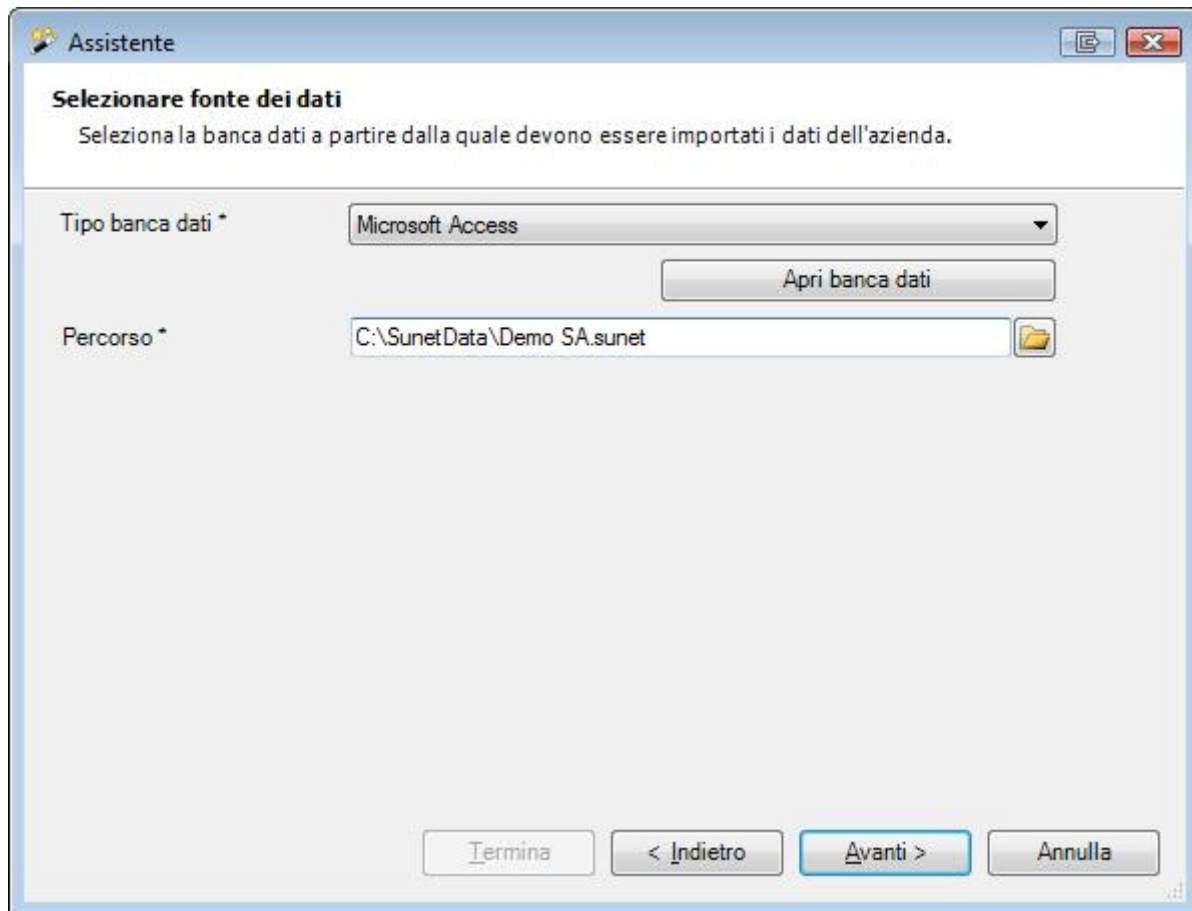 Assistente
Selezionare fonte dei dati
Seleziona la banca dati a partire dalla quale devono essere importati i dati dell'azienda.
Tipo banca dati * Microsoft Access
Apri banca dati
Percorso * C:\SunetData\Demo SA.sunet
Termina < Indietro Avanti > Annulla